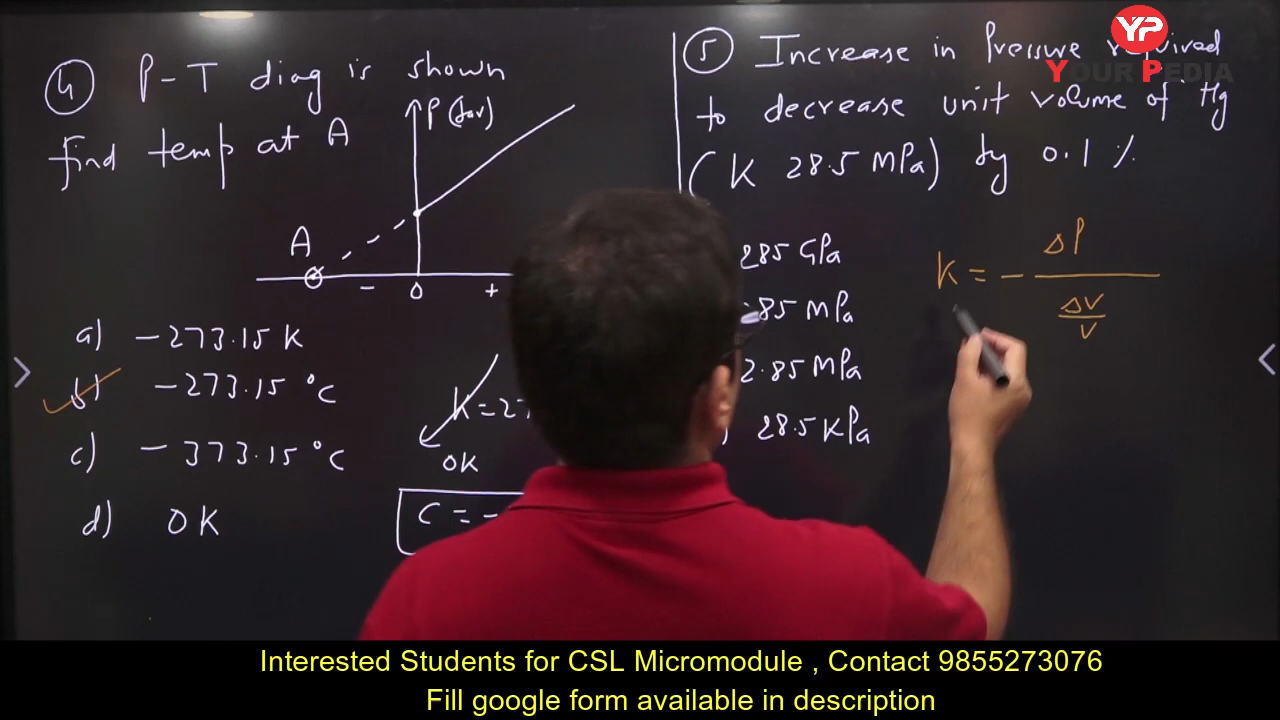 ④ P-T diag is shown
find temp at A
P (bar)
A
- 0 +
a) -273.15 K
b) -273.15 °C
c) -373.15 °C
d) 0 K
K = 27
0K
C = -
⑤ Increase in Pressure required
to decrease unit volume of Hg
( K 28.5 MPa) by 0.1 %
285 GPa
.85 MPa
2.85 MPa
) 28.5 KPa
K = - ΔP
ΔV
V
YP
YOUR PEDIA
Interested Students for CSL Micromodule , Contact 9855273076
Fill google form available in description